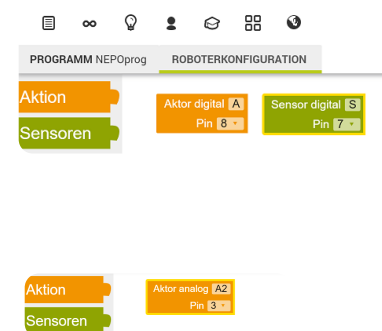 PROGRAMM NEPOprog ROBOTERKONFIGURATION
Aktion
Sensoren
Aktor digital A
Pin 8
Sensor digital S
Pin 7
Aktion
Sensoren
Aktor analog A2
Pin 3